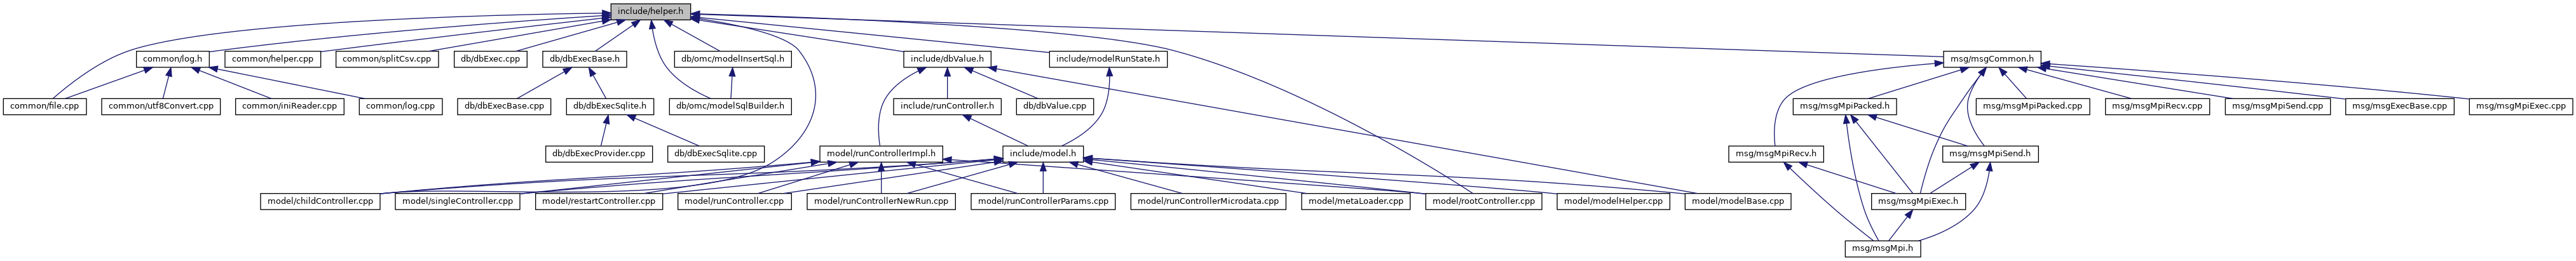 include/helper.h
common/log.h
common/helper.cpp
common/splitCsv.cpp
db/dbExec.cpp
db/dbExecBase.h
db/omc/modelInsertSql.h
include/dbValue.h
include/modelRunState.h
msg/msgCommon.h
common/file.cpp
common/utf8Convert.cpp
common/iniReader.cpp
common/log.cpp
db/dbExecBase.cpp
db/dbExecSqlite.h
db/omc/modelSqlBuilder.h
include/runController.h
db/dbValue.cpp
msg/msgMpiPacked.h
msg/msgMpiPacked.cpp
msg/msgMpiRecv.cpp
msg/msgMpiSend.cpp
msg/msgExecBase.cpp
msg/msgMpiExec.cpp
db/dbExecProvider.cpp
db/dbExecSqlite.cpp
model/runControllerImpl.h
include/model.h
msg/msgMpiRecv.h
msg/msgMpiSend.h
model/childController.cpp
model/singleController.cpp
model/restartController.cpp
model/runController.cpp
model/runControllerNewRun.cpp
model/runControllerParams.cpp
model/runControllerMicrodata.cpp
model/metaLoader.cpp
model/rootController.cpp
model/modelHelper.cpp
model/modelBase.cpp
msg/msgMpiExec.h
msg/msgMpi.h